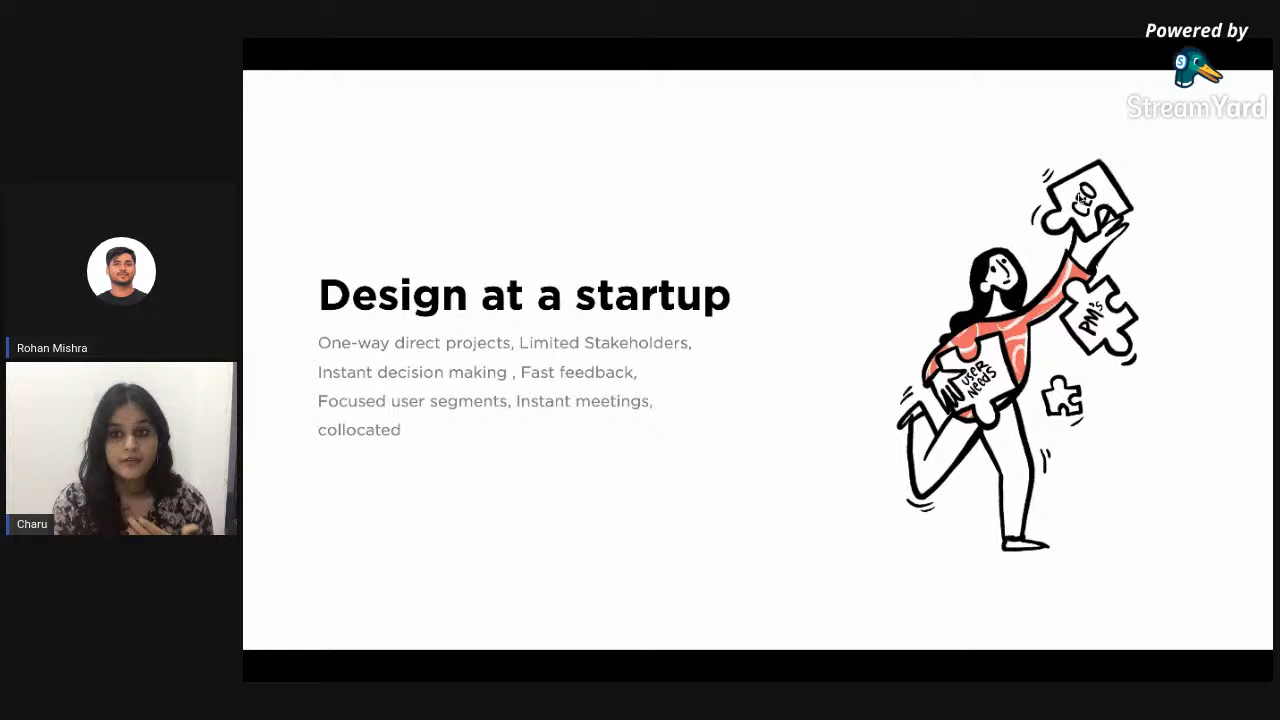 Powered by
StreamYard
Design at a startup
One-way direct projects, Limited Stakeholders,
Instant decision making , Fast feedback,
Focused user segments, Instant meetings,
collocated
CEO
PM's
USER
NEEDS
Rohan Mishra
Charu